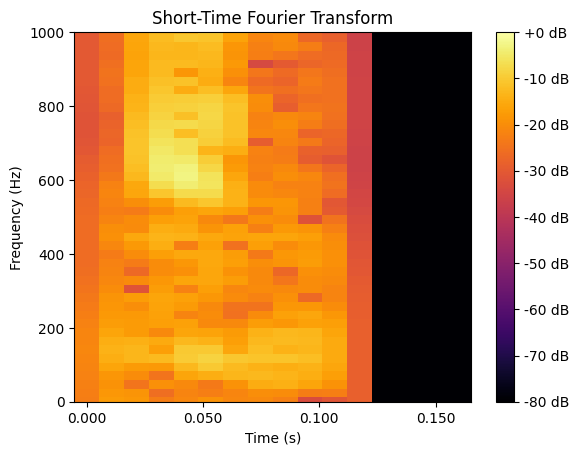 Short-Time Fourier Transform
Frequency (Hz)
1000
800
600
400
200
0
0.000
0.050
0.100
0.150
Time (s)
+0 dB
-10 dB
-20 dB
-30 dB
-40 dB
-50 dB
-60 dB
-70 dB
-80 dB